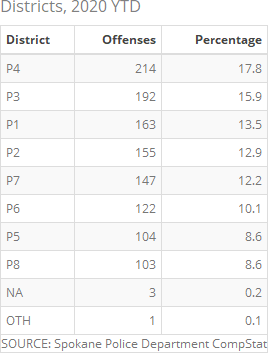 Districts, 2020 YTD
District Offenses Percentage
P4 214 17.8
P3 192 15.9
P1 163 13.5
P2 155 12.9
P7 147 12.2
P6 122 10.1
P5 104 8.6
P8 103 8.6
NA 3 0.2
OTH 1 0.1
SOURCE: Spokane Police Department CompStat